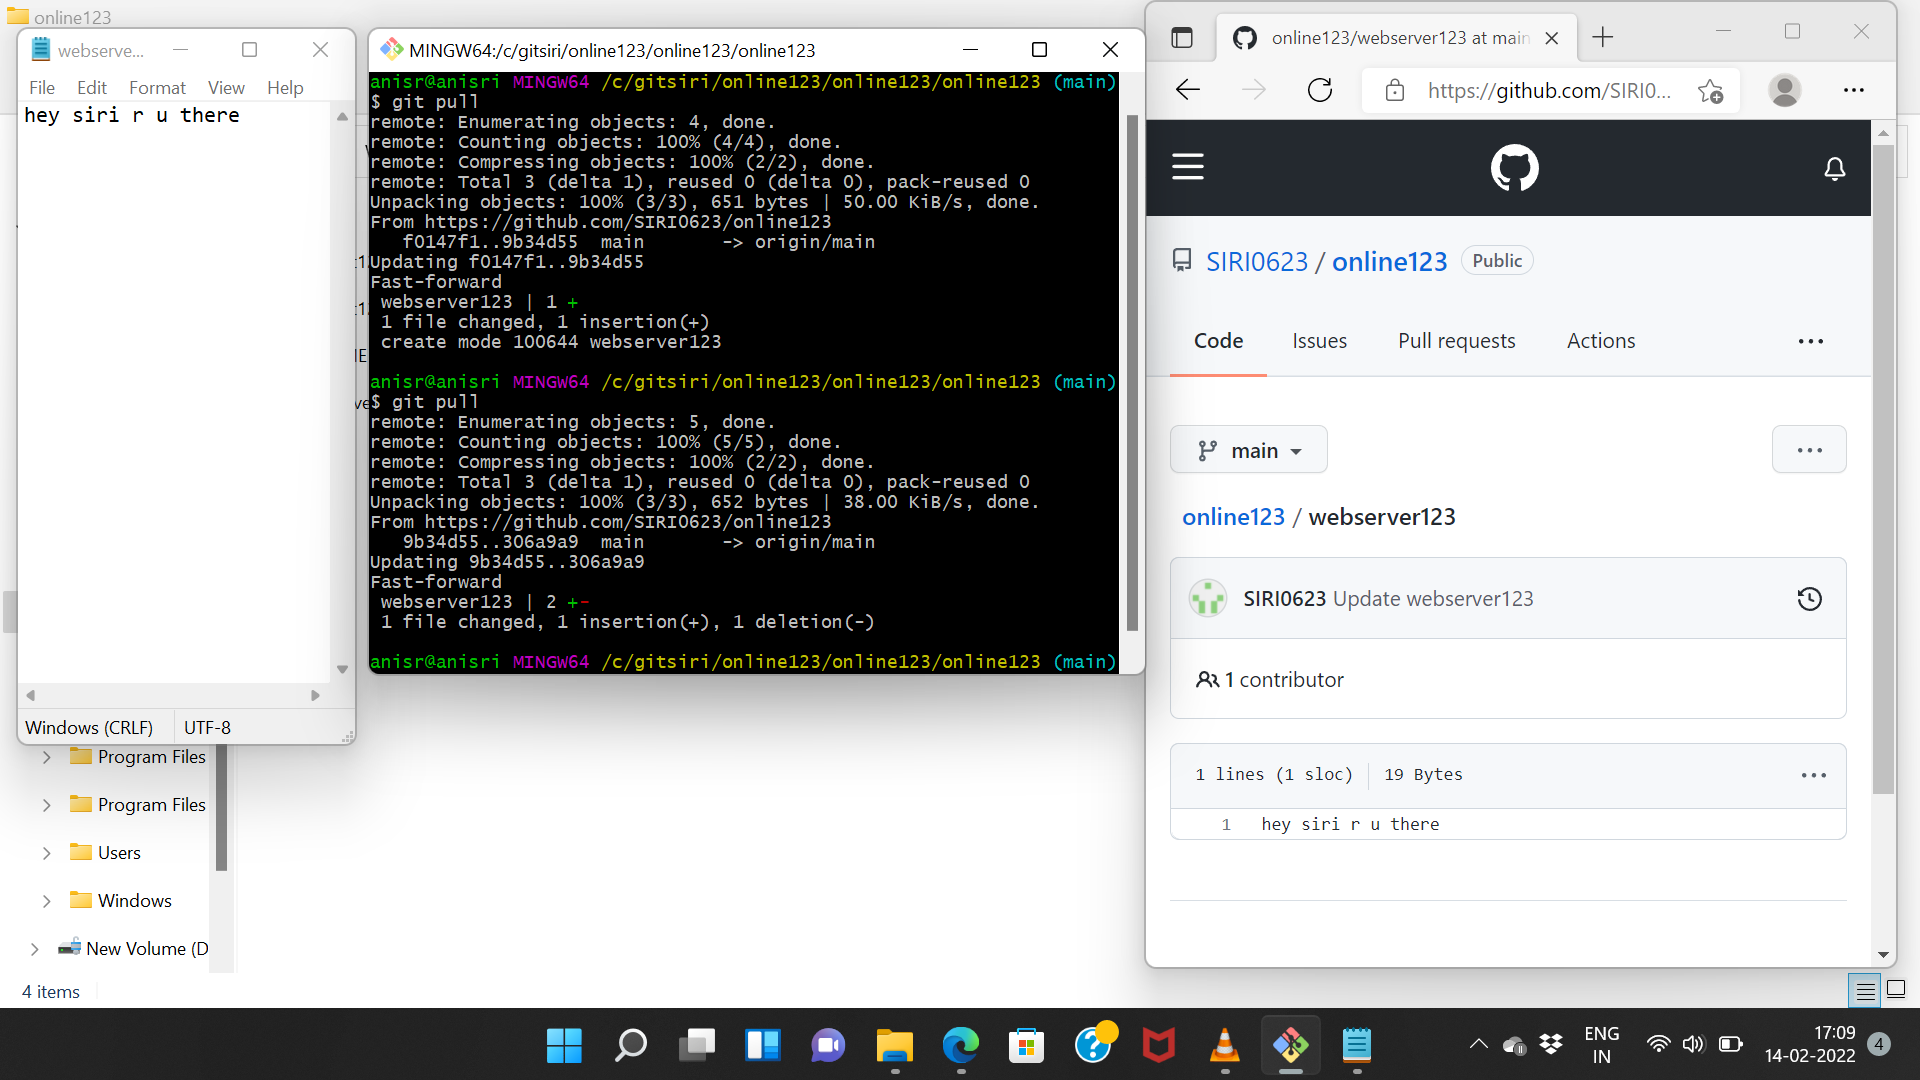 online123
webserve...
File Edit Format View Help
hey siri r u there
Windows (CRLF) UTF-8
Program Files
Program Files
Users
Windows
New Volume (D
4 items
MINGW64:/c/gitsiri/online123/online123/online123
anisr@anisri MINGW64 /c/gitsiri/online123/online123/online123 (main)
$ git pull
remote: Enumerating objects: 4, done.
remote: Counting objects: 100% (4/4), done.
remote: Compressing objects: 100% (2/2), done.
remote: Total 3 (delta 1), reused 0 (delta 0), pack-reused 0
Unpacking objects: 100% (3/3), 651 bytes | 50.00 KiB/s, done.
From https://github.com/SIRI0623/online123
f0147f1..9b34d55 main -> origin/main
Updating f0147f1..9b34d55
Fast-forward
webserver123 | 1 +
1 file changed, 1 insertion(+)
create mode 100644 webserver123
anisr@anisri MINGW64 /c/gitsiri/online123/online123/online123 (main)
$ git pull
remote: Enumerating objects: 5, done.
remote: Counting objects: 100% (5/5), done.
remote: Compressing objects: 100% (2/2), done.
remote: Total 3 (delta 1), reused 0 (delta 0), pack-reused 0
Unpacking objects: 100% (3/3), 652 bytes | 38.00 KiB/s, done.
From https://github.com/SIRI0623/online123
9b34d55..306a9a9 main -> origin/main
Updating 9b34d55..306a9a9
Fast-forward
webserver123 | 2 +-
1 file changed, 1 insertion(+), 1 deletion(-)
anisr@anisri MINGW64 /c/gitsiri/online123/online123/online123 (main)
online123/webserver123 at main
https://github.com/SIRI0...
SIRI0623 / online123 Public
Code Issues Pull requests Actions
main
online123 / webserver123
SIRI0623 Update webserver123
1 contributor
1 lines (1 sloc) 19 Bytes
1 hey siri r u there
ENG
IN
17:09
14-02-2022
4